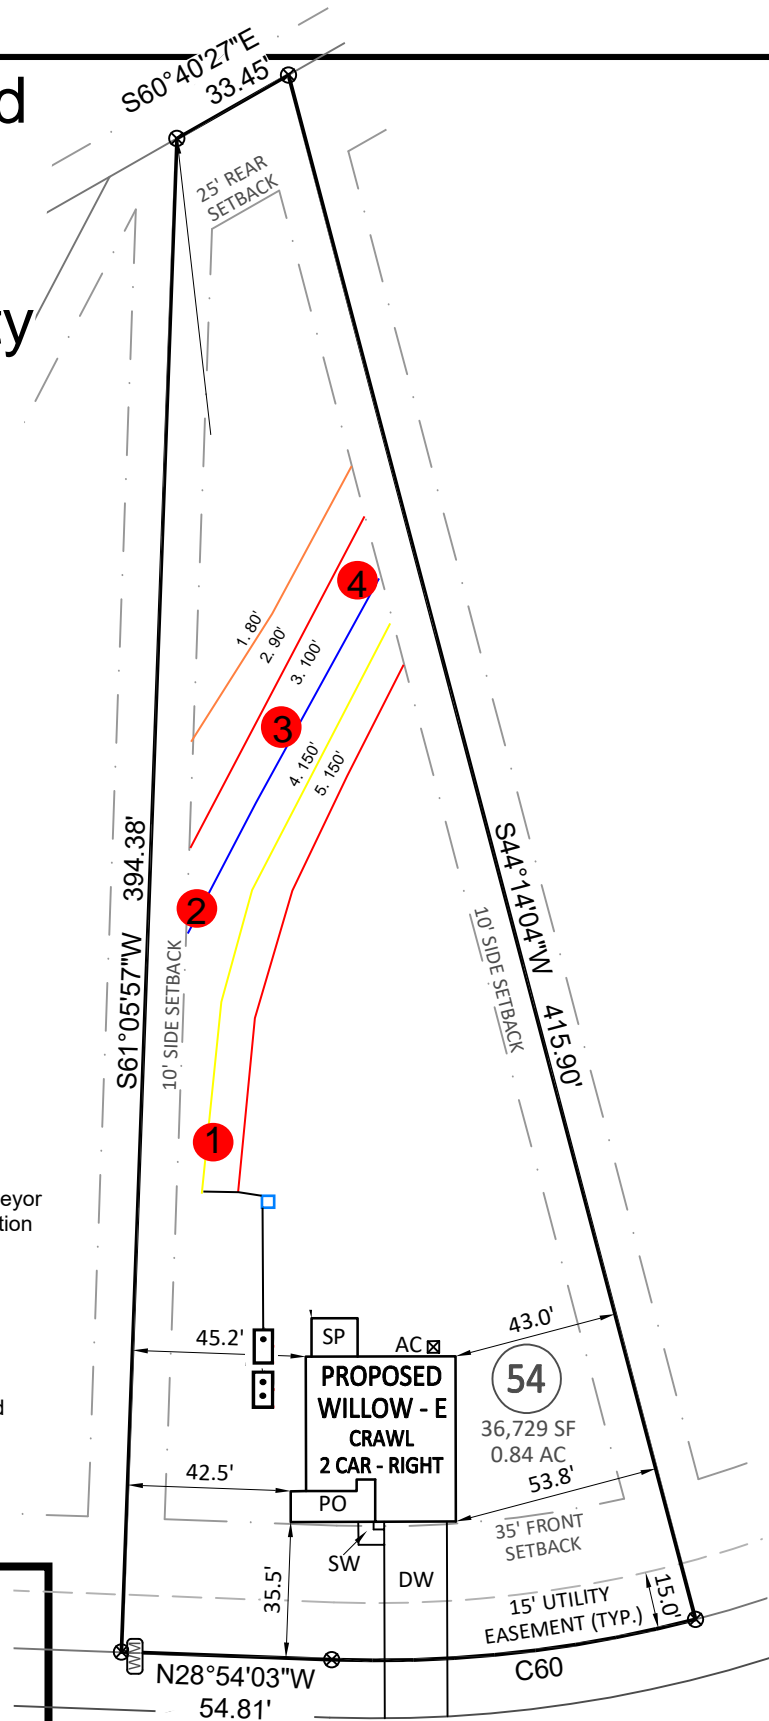 S60°40'27"E
33.45'
d
25' REAR
SETBACK
ty
1. 80'
2. 90'
3. 100'
4. 150'
5. 150'
4
3
2
1
S61°05'57"W 394.38'
10' SIDE SETBACK
S44°14'04"W 415.90'
10' SIDE SETBACK
eyor
tion
45.2'
SP
AC
43.0'
PROPOSED
WILLOW - E
CRAWL
2 CAR - RIGHT
54
36,729 SF
0.84 AC
d
42.5'
PO
53.8'
35' FRONT
SETBACK
SW
DW
35.5'
15' UTILITY
EASEMENT (TYP.)
15.0'
N28°54'03"W
54.81'
C60